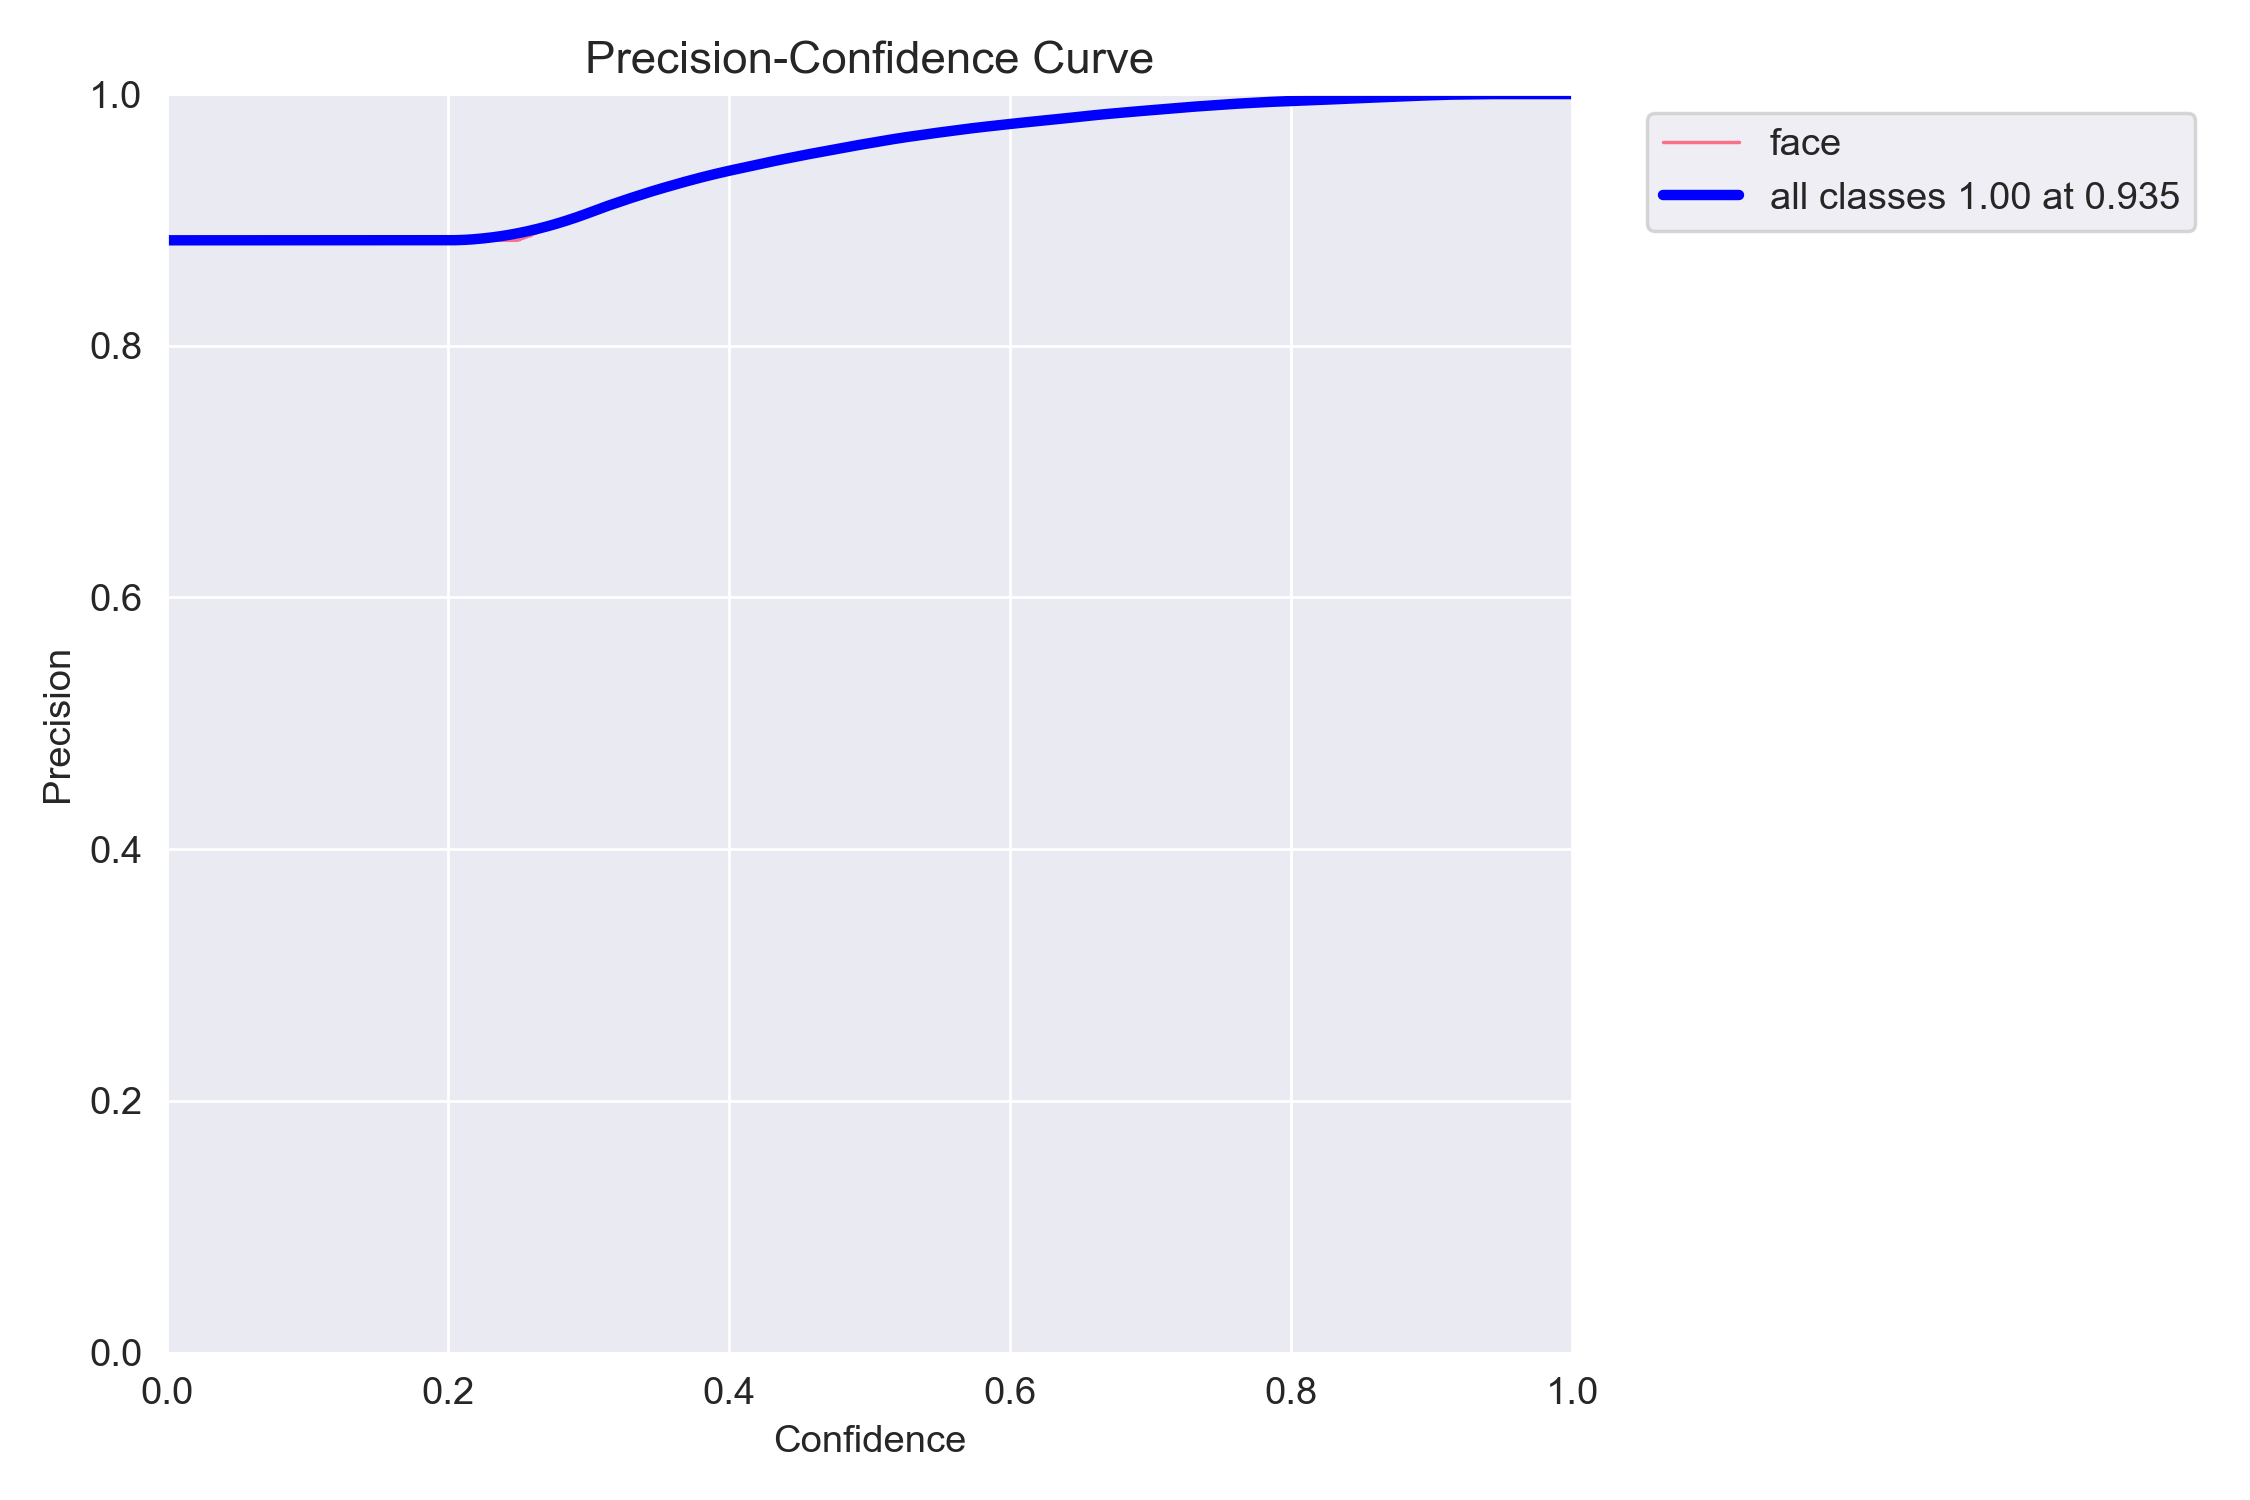 Precision-Confidence Curve
1.0
0.8
0.6
0.4
0.2
0.0
Precision
0.0 0.2 0.4 0.6 0.8 1.0
Confidence
face
all classes 1.00 at 0.935